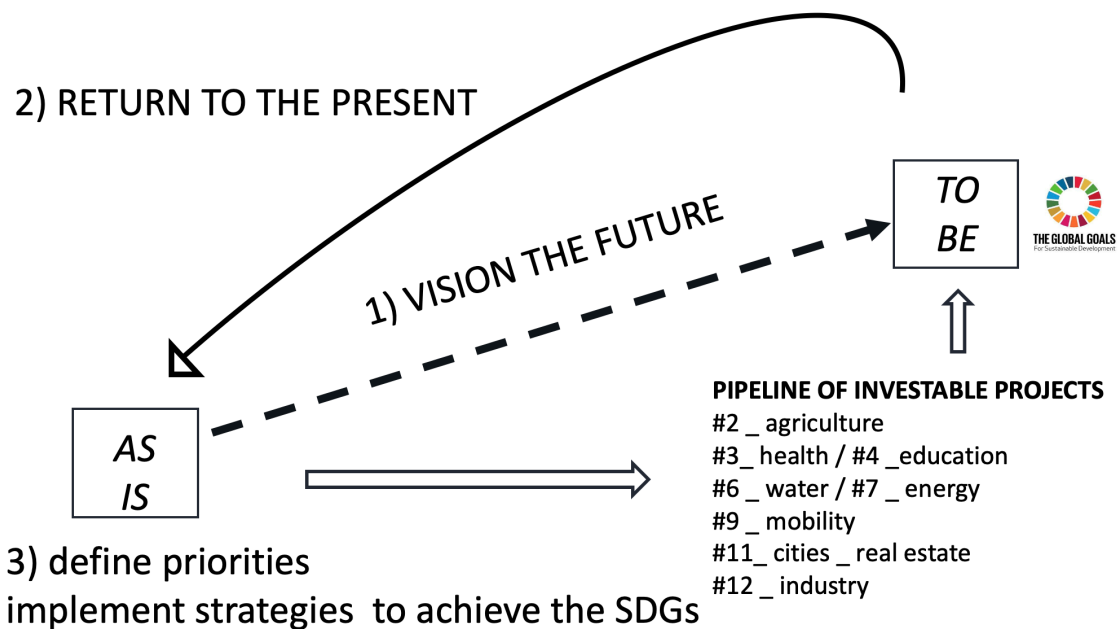 2) RETURN TO THE PRESENT
1) VISION THE FUTURE
TO
BE
THE GLOBAL GOALS
For Sustainable Development
AS
IS
PIPELINE OF INVESTABLE PROJECTS
#2 _ agriculture
#3_ health / #4 _education
#6 _ water / #7 _ energy
#9 _ mobility
#11_ cities _ real estate
#12 _ industry
3) define priorities
implement strategies  to achieve the SDGs